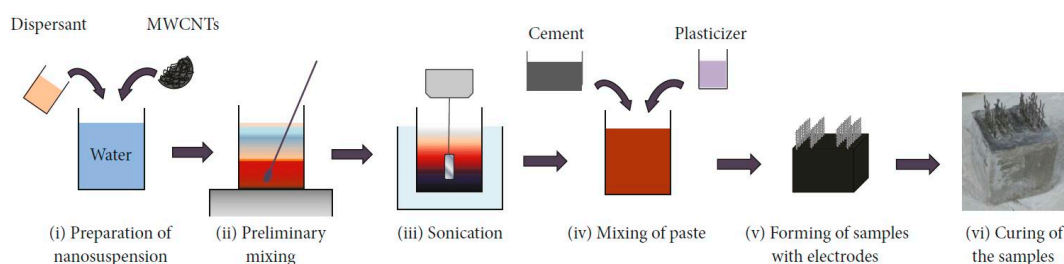 Dispersant
MWCNTs
Cement
Plasticizer
Water
(i) Preparation of
nanosuspension
(ii) Preliminary
mixing
(iii) Sonication
(iv) Mixing of paste
(v) Forming of samples
with electrodes
(vi) Curing of
the samples